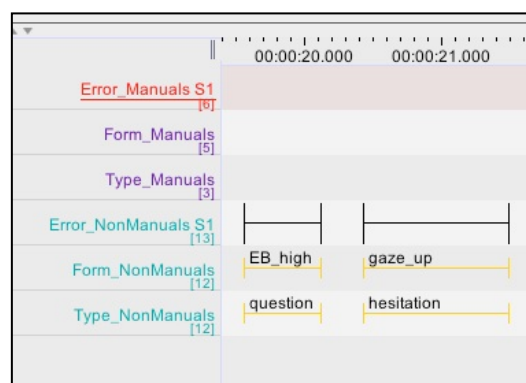 00:00:20.000 00:00:21.000
Error_Manuals S1
[6]
Form_Manuals
[5]
Type_Manuals
[3]
Error_NonManuals S1
[13]
Form_NonManuals EB_high gaze_up
[12]
Type_NonManuals question hesitation
[12]